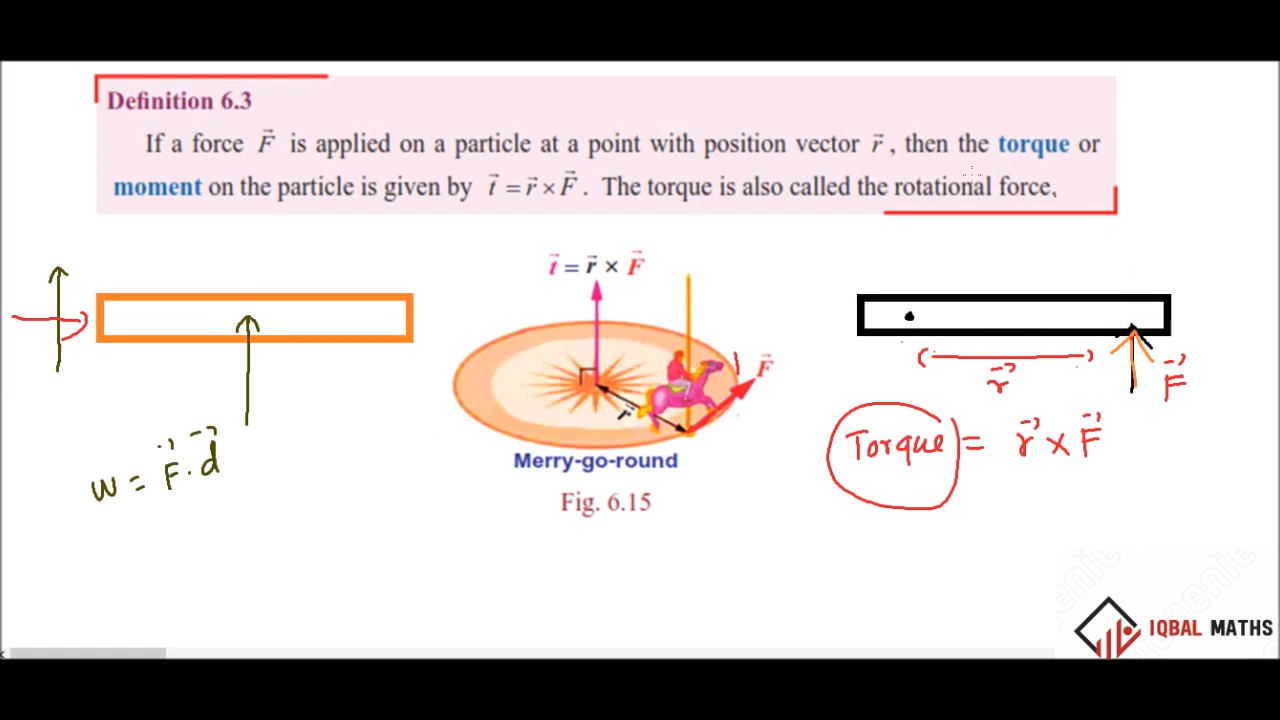 Definition 6.3
If a force F⃗ is applied on a particle at a point with position vector r⃗, then the torque or
moment on the particle is given by t⃗ = r⃗ × F⃗. The torque is also called the rotational force.
t⃗ = r⃗ × F⃗
F⃗
r⃗
r⃗
F⃗
Torque = r⃗ × F⃗
w = F⃗ . d⃗
Merry-go-round
Fig. 6.15
IQBAL MATHS